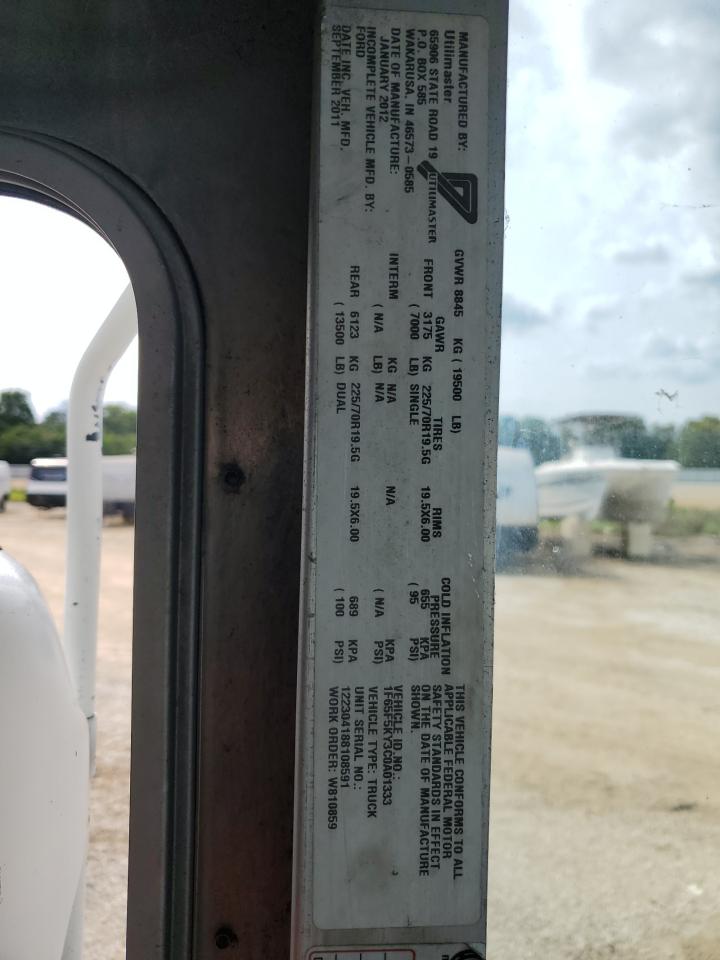 MANUFACTURED BY:
Utilimaster
65906 STATE ROAD 19
P.O. BOX 585
WAKARUSA, IN 46573-0585
DATE OF MANUFACTURE:
JANUARY 2012
INCOMPLETE VEHICLE MFD. BY:
FORD
DATE INC. VEH. MFD.
SEPTEMBER 2011
UTILIMASTER
GVWR 8845 KG ( 19500 LB)
GAWR TIRES RIMS COLD INFLATION PRESSURE
FRONT 3175 KG 225/70R19.5G 19.5X6.00 655 KPA
( 7000 LB) SINGLE ( 95 PSI)
INTERM KG N/A N/A KPA
( N/A LB) N/A ( N/A PSI)
REAR 6123 KG 225/70R19.5G 19.5X6.00 689 KPA
( 13500 LB) DUAL ( 100 PSI)
THIS VEHICLE CONFORMS TO ALL
APPLICABLE FEDERAL MOTOR
SAFETY STANDARDS IN EFFECT
ON THE DATE OF MANUFACTURE
SHOWN.
VEHICLE ID.NO.:
1F65F5KY3C0A01333
VEHICLE TYPE: TRUCK
UNIT SERIAL NO.:
122304188108591
WORK ORDER: W810859